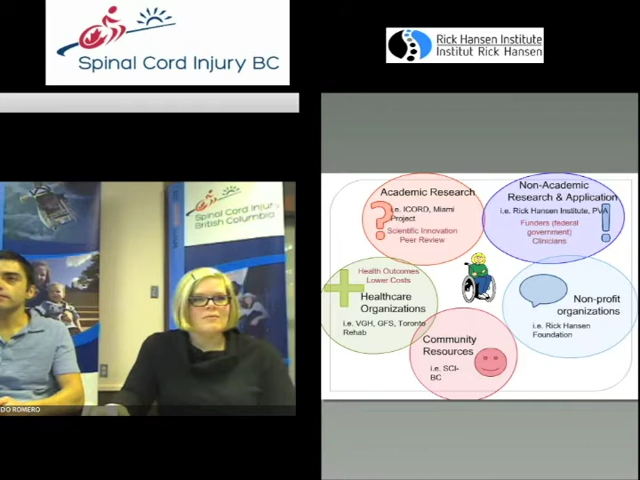 Spinal Cord Injury BC
Rick Hansen Institute
Institut Rick Hansen
Spinal Cord Injury
British Columbia
DO ROMERO
Academic Research
i.e. ICORD, Miami
Project
Scientific Innovation
Peer Review
Non-Academic
Research & Application
i.e. Rick Hansen Institute, PVA
Funders (federal
government)
Clinicians
Health Outcomes
Lower Costs
Healthcare
Organizations
i.e. VGH, GFS, Toronto
Rehab
Non-profit
organizations
i.e. Rick Hansen
Foundation
Community
Resources
i.e. SCI-
BC